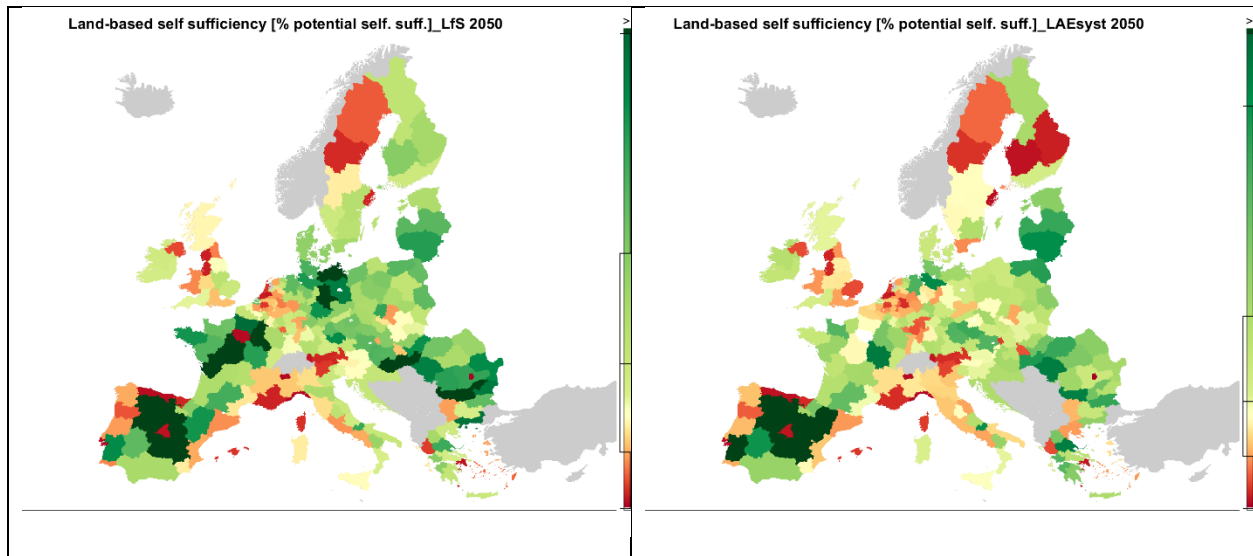 Land-based self sufficiency [% potential self. suff.]_LfS 2050
>
Land-based self sufficiency [% potential self. suff.]_LAEsyst 2050
>